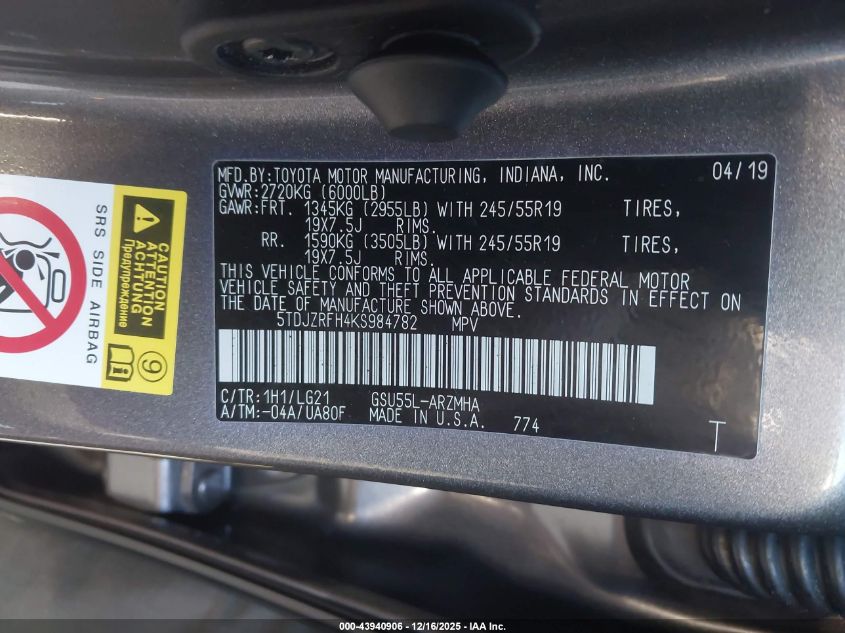 MFD.BY:TOYOTA MOTOR MANUFACTURING, INDIANA, INC. 04/19
GVWR:2720KG (6000LB)
GAWR:FRT. 1345KG (2955LB) WITH 245/55R19 TIRES,
19X7.5J RIMS.
RR. 1590KG (3505LB) WITH 245/55R19 TIRES,
19X7.5J RIMS.
THIS VEHICLE CONFORMS TO ALL APPLICABLE FEDERAL MOTOR
VEHICLE SAFETY AND THEFT PREVENTION STANDARDS IN EFFECT ON
THE DATE OF MANUFACTURE SHOWN ABOVE.
5TDJZRFH4KS984782 MPV
C/TR:1H1/LG21 GSU55L-ARZMHA
A/TM:-04A/UA80F MADE IN U.S.A. 774
T
SRS SIDE AIRBAG
CAUTION
ATTENTION
ACHTUNG
Предупреждение
9
000-43940906 - 12/16/2025 - IAA Inc.